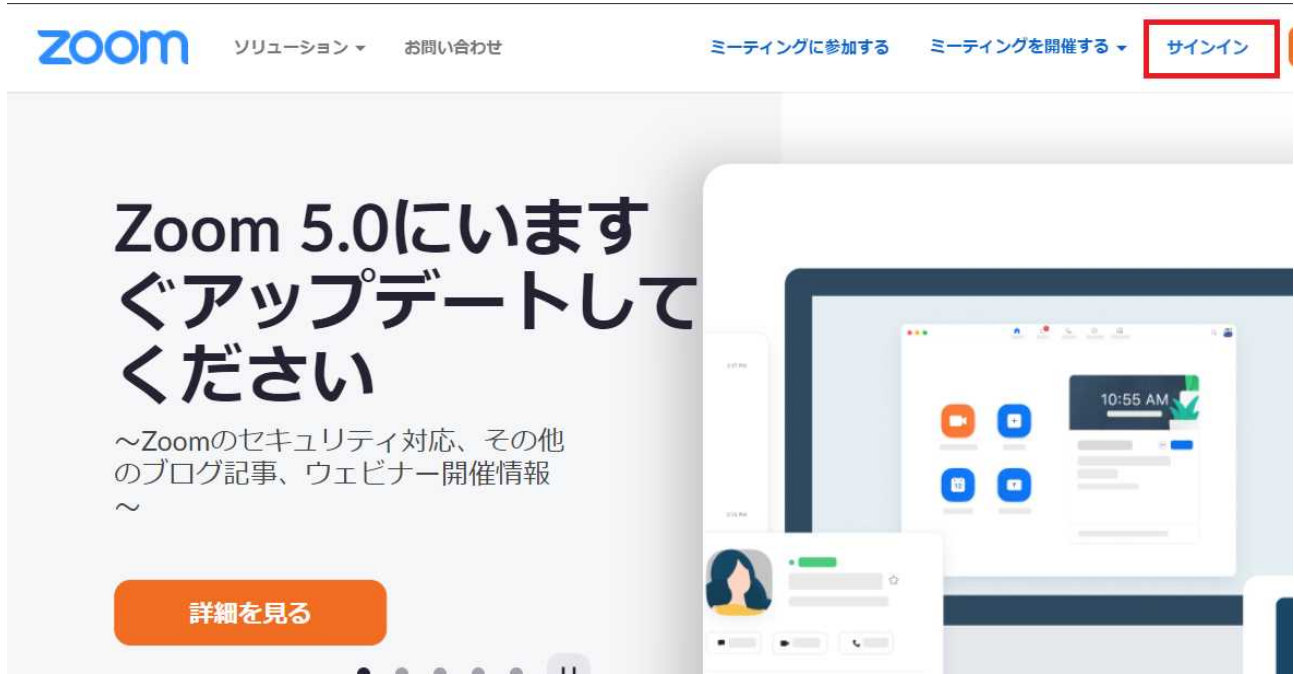 zoom ソリューション お問い合わせ ミーティングに参加する ミーティングを開催する サインイン
Zoom 5.0にいます
ぐアップデートして
ください
～Zoomのセキュリティ対応、その他
のブログ記事、ウェビナー開催情報
～
詳細を見る
10:55 AM